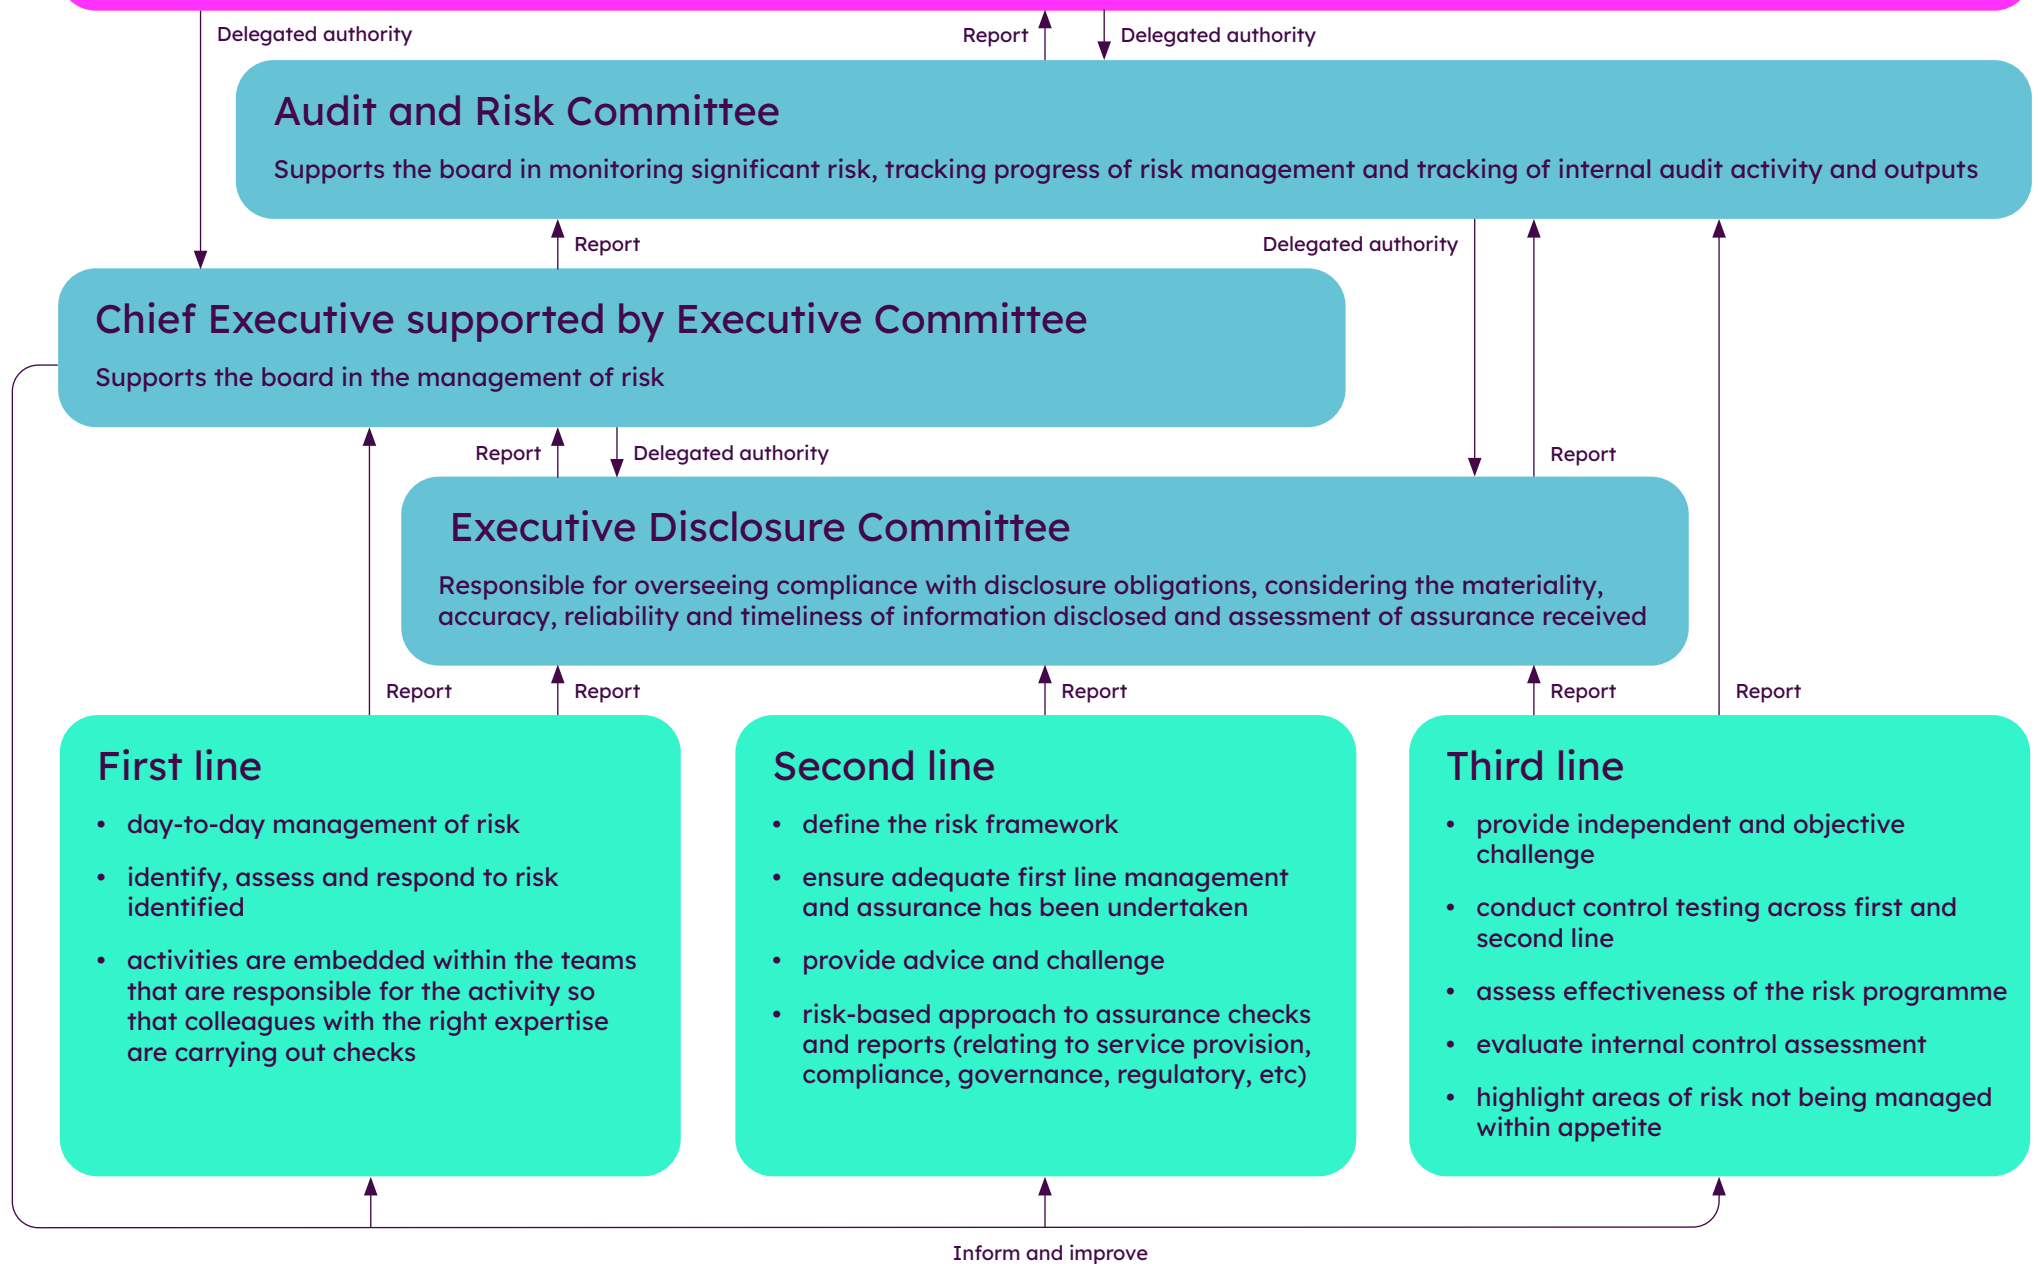 Delegated authority
Report
Delegated authority
Audit and Risk Committee
Supports the board in monitoring significant risk, tracking progress of risk management and tracking of internal audit activity and outputs
Report
Delegated authority
Chief Executive supported by Executive Committee
Supports the board in the management of risk
Report
Delegated authority
Report
Executive Disclosure Committee
Responsible for overseeing compliance with disclosure obligations, considering the materiality,
accuracy, reliability and timeliness of information disclosed and assessment of assurance received
Report
Report
Report
Report
Report
First line
• day-to-day management of risk
• identify, assess and respond to risk
identified
• activities are embedded within the teams
that are responsible for the activity so
that colleagues with the right expertise
are carrying out checks
Second line
• define the risk framework
• ensure adequate first line management
and assurance has been undertaken
• provide advice and challenge
• risk-based approach to assurance checks
and reports (relating to service provision,
compliance, governance, regulatory, etc)
Third line
• provide independent and objective
challenge
• conduct control testing across first and
second line
• assess effectiveness of the risk programme
• evaluate internal control assessment
• highlight areas of risk not being managed
within appetite
Inform and improve